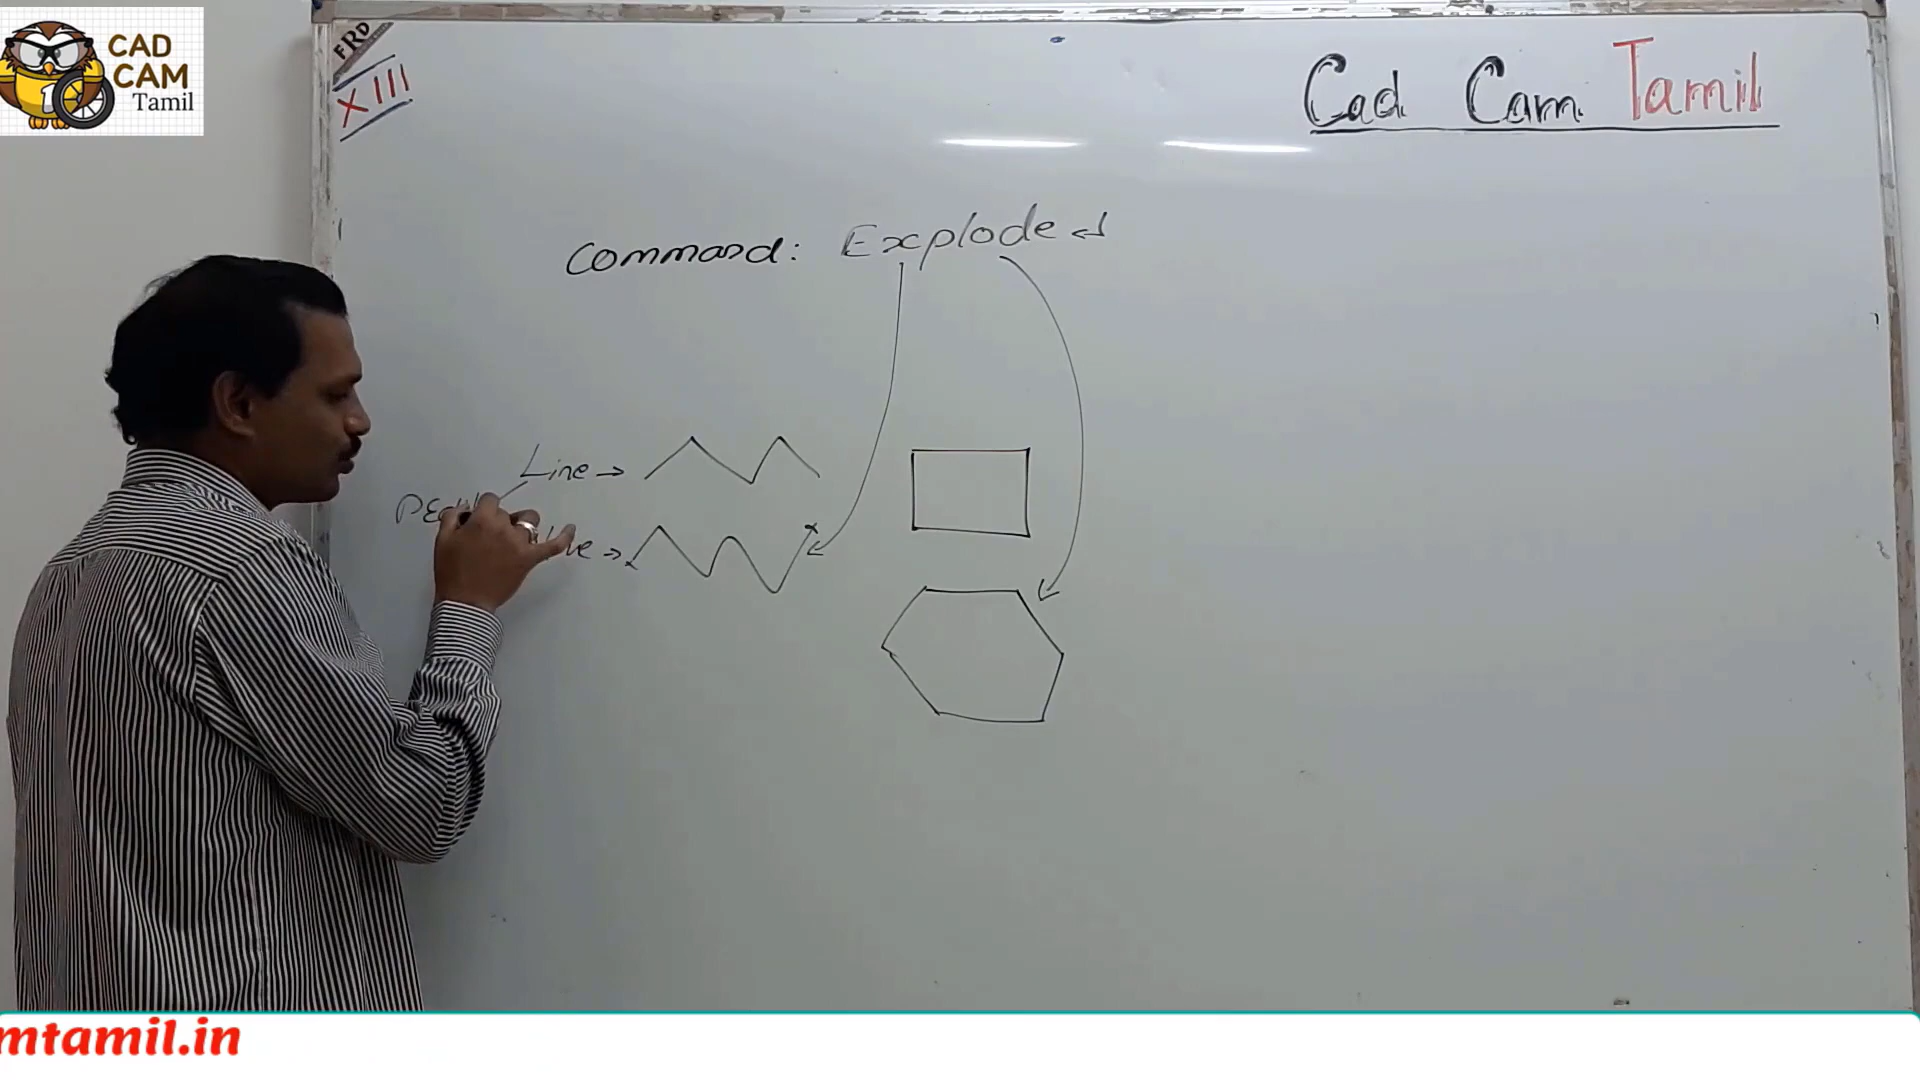 CAD
CAM
Tamil
FRD
XIII
Cad Cam Tamil
Command: Explode ↲
Line →
mtamil.in